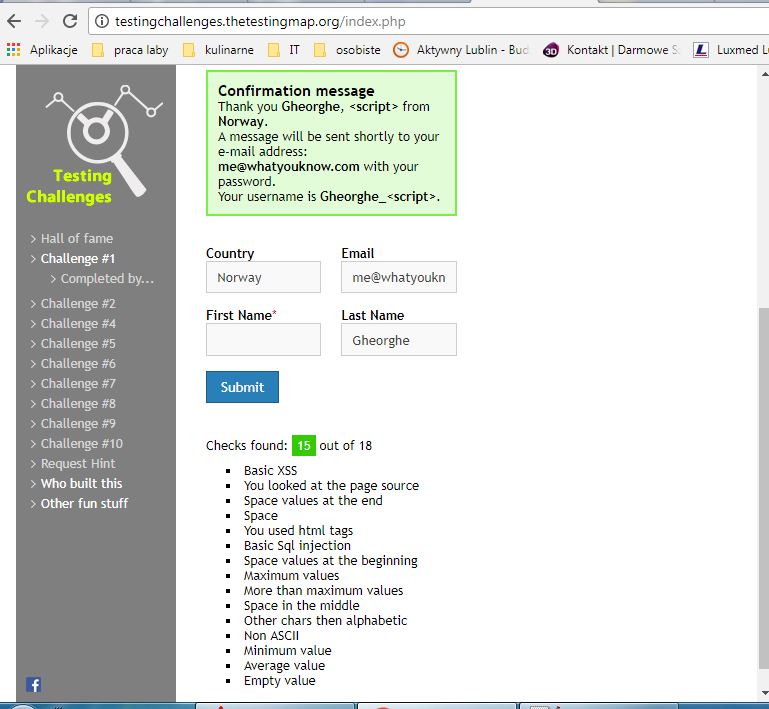 testingchallenges.thetestingmap.org/index.php
Aplikacje praca laby kulinarne IT osobiste Aktywny Lublin - Bud 3D Kontakt | Darmowe S L Luxmed Lu
Testing
Challenges
> Hall of fame
> Challenge #1
> Completed by...
> Challenge #2
> Challenge #4
> Challenge #5
> Challenge #6
> Challenge #7
> Challenge #8
> Challenge #9
> Challenge #10
> Request Hint
> Who built this
> Other fun stuff
f
Confirmation message
Thank you Gheorghe, <script> from
Norway.
A message will be sent shortly to your
e-mail address:
me@whatyouknow.com with your
password.
Your username is Gheorghe_<script>.
Country Email
Norway me@whatyoukn
First Name* Last Name
Gheorghe
Submit
Checks found: 15 out of 18
Basic XSS
You looked at the page source
Space values at the end
Space
You used html tags
Basic Sql injection
Space values at the beginning
Maximum values
More than maximum values
Space in the middle
Other chars then alphabetic
Non ASCII
Minimum value
Average value
Empty value